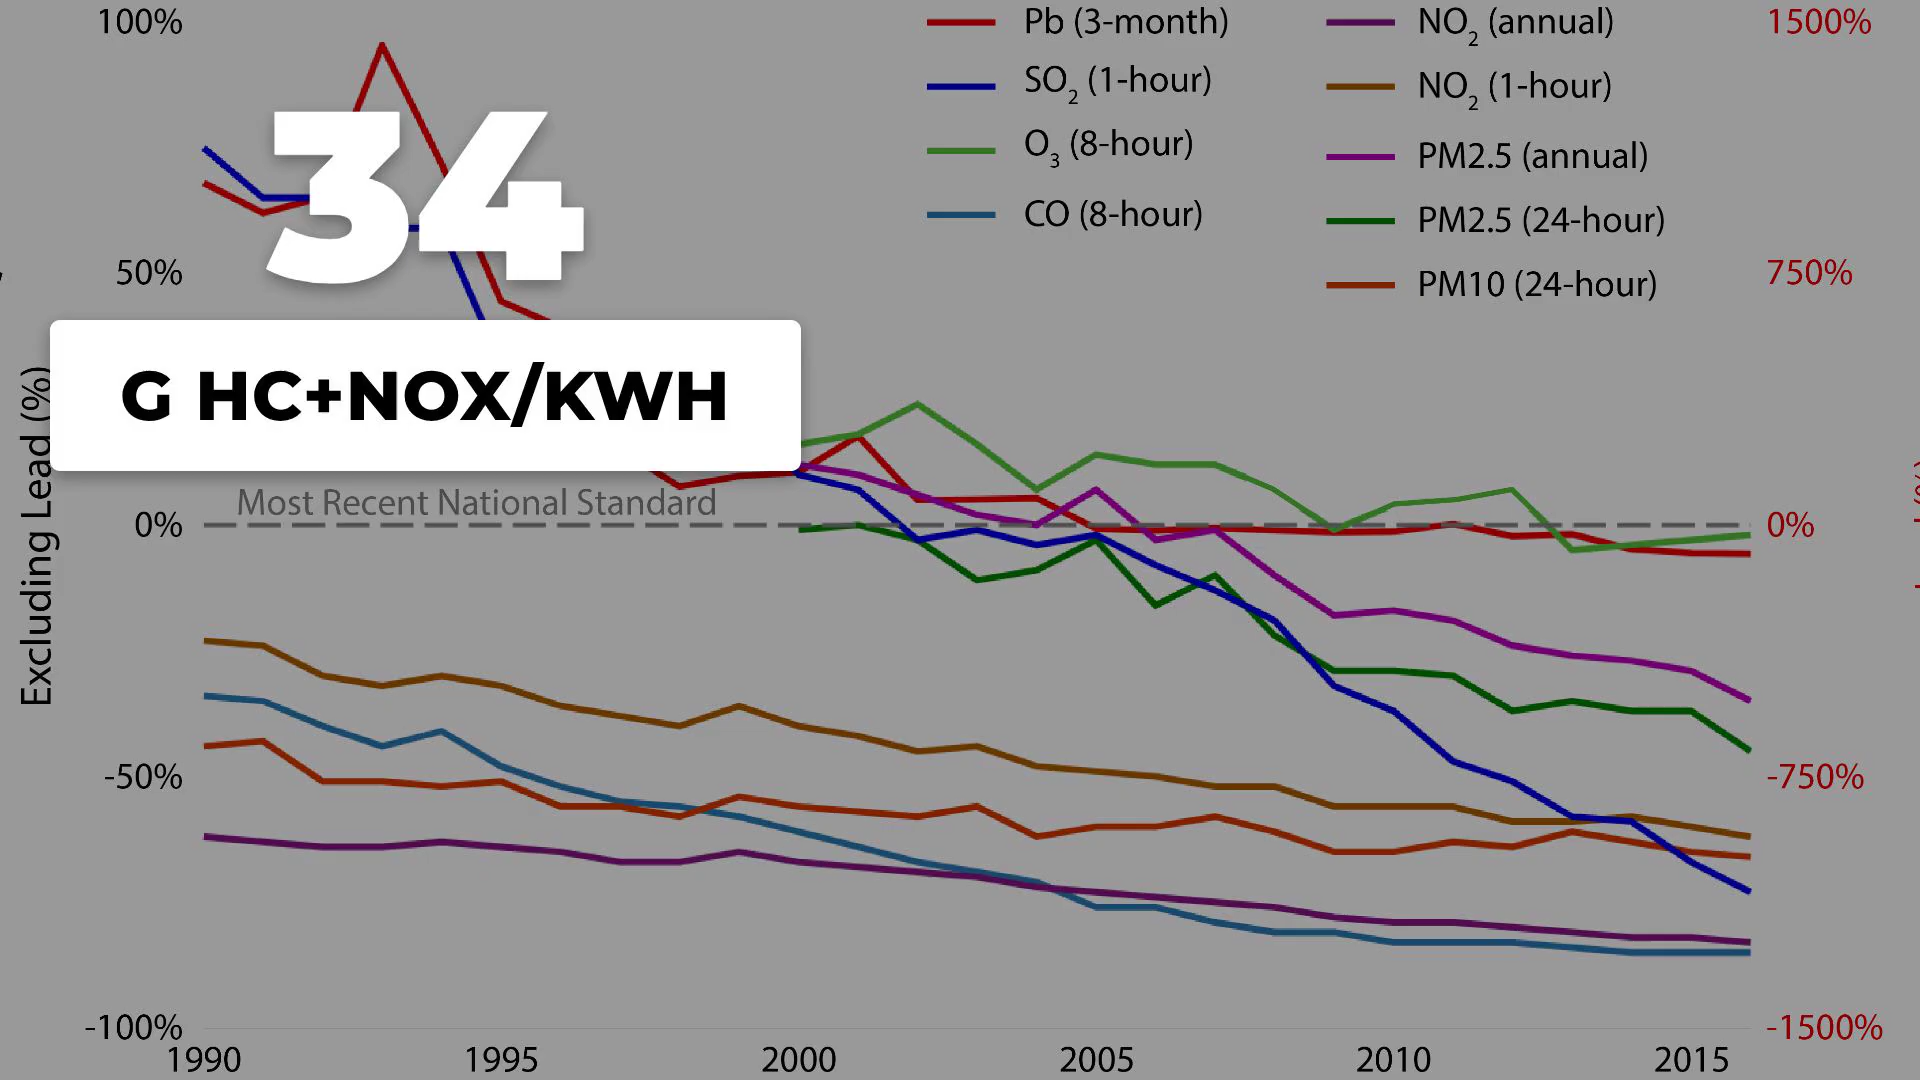 100%
Pb (3-month)
NO2 (annual)
1500%
SO2 (1-hour)
NO2 (1-hour)
O3 (8-hour)
PM2.5 (annual)
CO (8-hour)
PM2.5 (24-hour)
34
50%
PM10 (24-hour)
750%
G HC+NOX/KWH
Excluding Lead (%)
Most Recent National Standard
0%
0%
-50%
-750%
-100%
-1500%
1990
1995
2000
2005
2010
2015